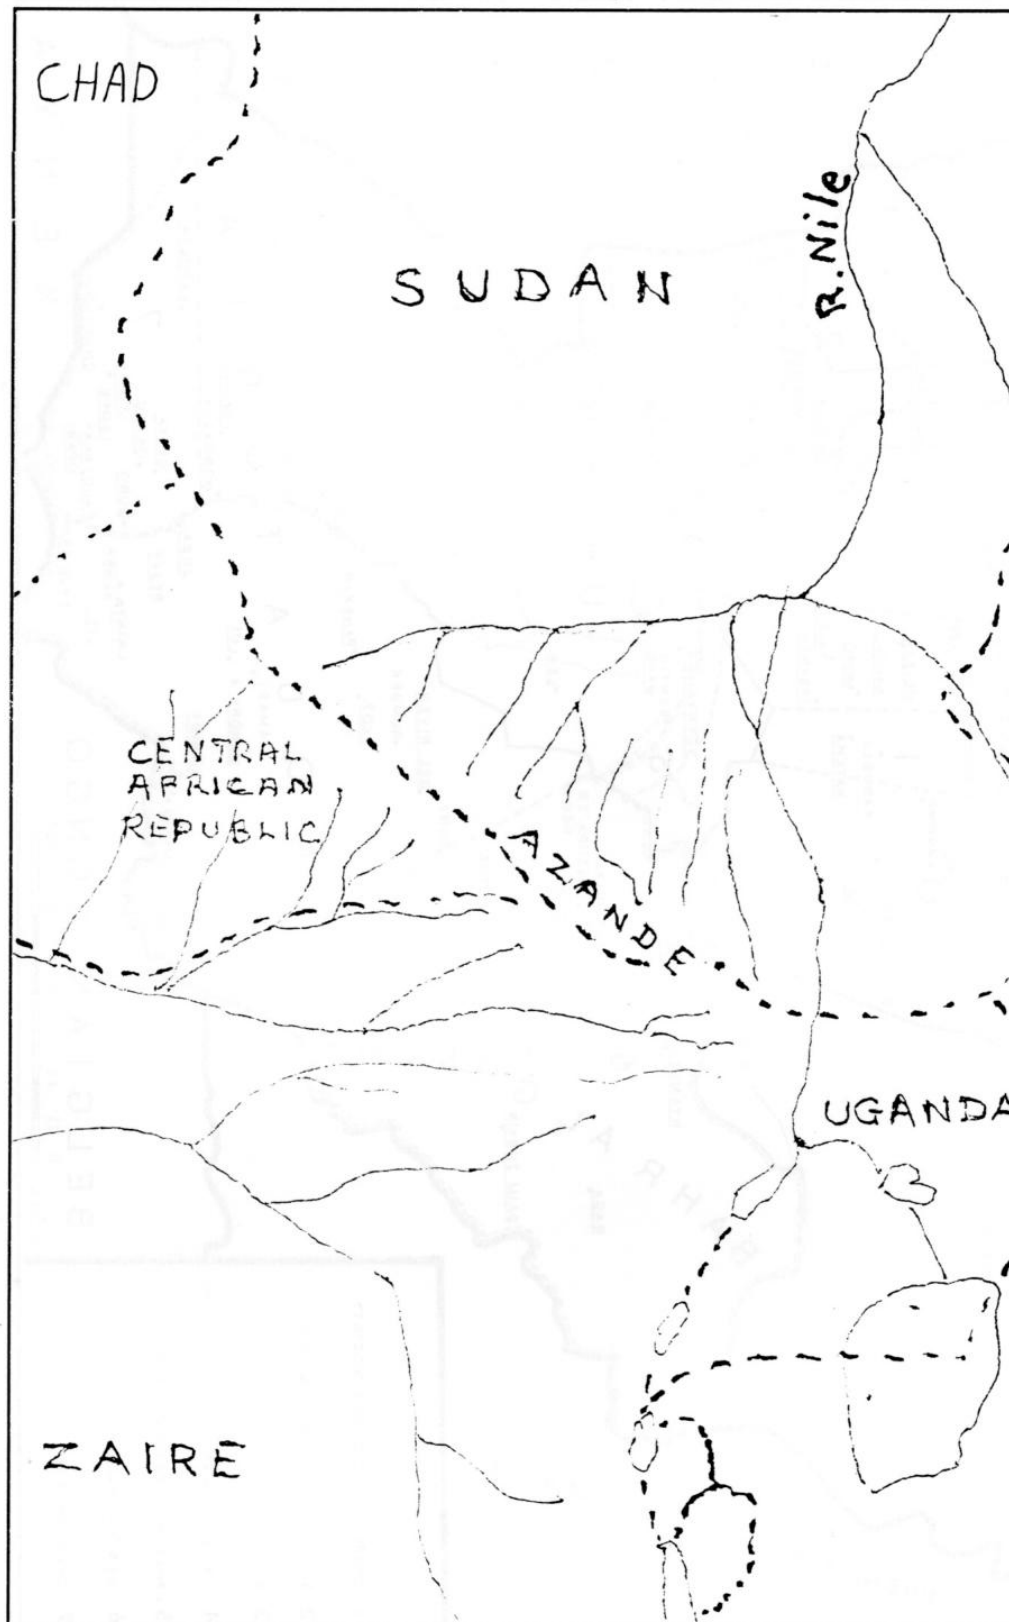 CHAD
R. Nile
SUDAN
CENTRAL
AFRICAN
REPUBLIC
AZANDE
UGANDA
ZAIRE